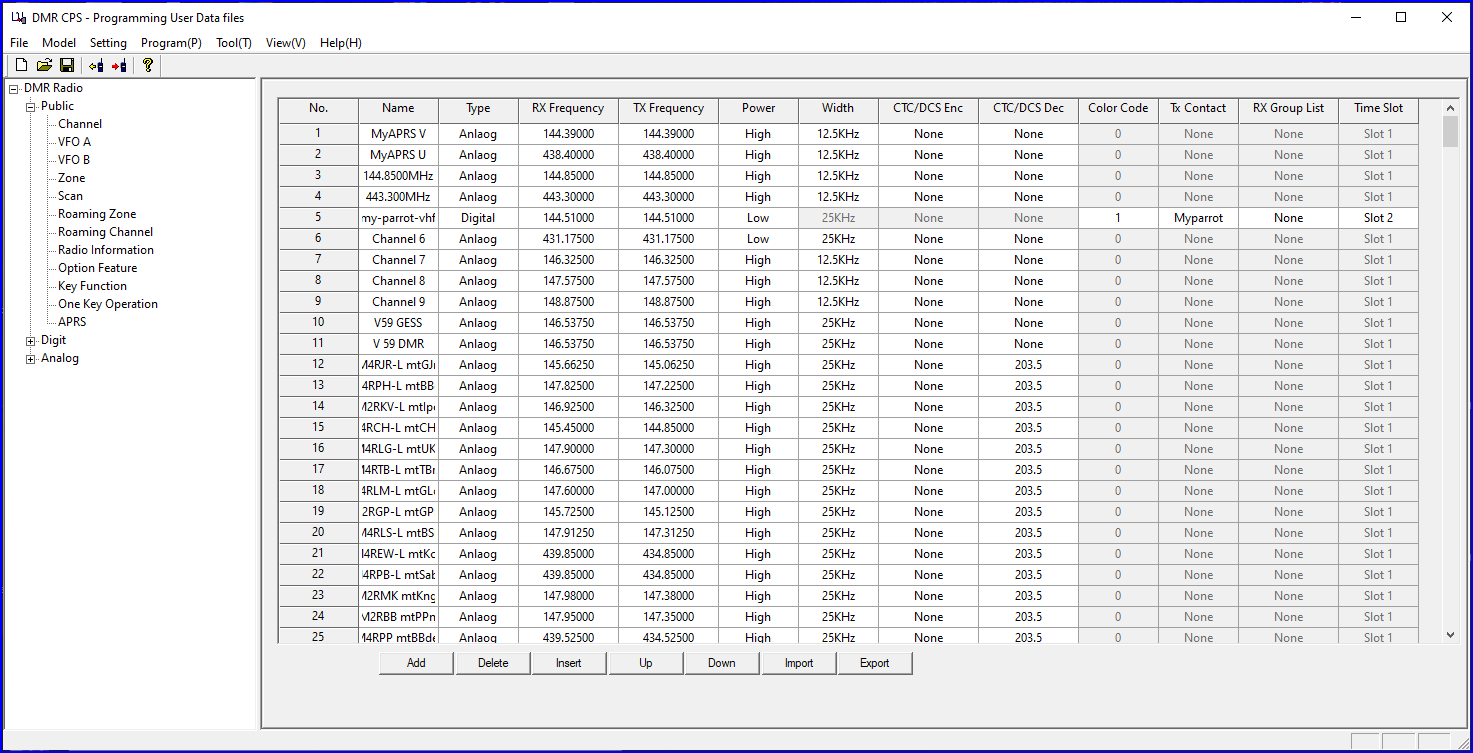 DMR CPS - Programming User Data files
File Model Setting Program(P) Tool(T) View(V) Help(H)
DMR Radio
Public
Channel
VFO A
VFO B
Zone
Scan
Roaming Zone
Roaming Channel
Radio Information
Option Feature
Key Function
One Key Operation
APRS
Digit
Analog
No. Name Type RX Frequency TX Frequency Power Width CTC/DCS Enc CTC/DCS Dec Color Code Tx Contact RX Group List Time Slot
1 MyAPRS V Anlaog 144.39000 144.39000 High 12.5KHz None None 0 None None Slot 1
2 MyAPRS U Anlaog 438.40000 438.40000 High 12.5KHz None None 0 None None Slot 1
3 144.8500MHz Anlaog 144.85000 144.85000 High 12.5KHz None None 0 None None Slot 1
4 443.300MHz Anlaog 443.30000 443.30000 High 12.5KHz None None 0 None None Slot 1
5 my-parrot-vhf Digital 144.51000 144.51000 Low 25KHz None None 1 Myparrot None Slot 2
6 Channel 6 Anlaog 431.17500 431.17500 Low 25KHz None None 0 None None Slot 1
7 Channel 7 Anlaog 146.32500 146.32500 High 12.5KHz None None 0 None None Slot 1
8 Channel 8 Anlaog 147.57500 147.57500 High 12.5KHz None None 0 None None Slot 1
9 Channel 9 Anlaog 148.87500 148.87500 High 12.5KHz None None 0 None None Slot 1
10 V59 GESS Anlaog 146.53750 146.53750 High 25KHz None None 0 None None Slot 1
11 V 59 DMR Anlaog 146.53750 146.53750 High 25KHz None None 0 None None Slot 1
12 M4RJR-L mtGJr Anlaog 145.66250 145.06250 High 25KHz None 203.5 0 None None Slot 1
13 4RPH-L mtBB Anlaog 147.82500 147.22500 High 25KHz None 203.5 0 None None Slot 1
14 M2RKV-L mtIp Anlaog 146.92500 146.32500 High 25KHz None 203.5 0 None None Slot 1
15 4RCH-L mtCH Anlaog 145.45000 144.85000 High 25KHz None 203.5 0 None None Slot 1
16 4RLG-L mtUK Anlaog 147.90000 147.30000 High 25KHz None 203.5 0 None None Slot 1
17 4RTB-L mtTB Anlaog 146.67500 146.07500 High 25KHz None 203.5 0 None None Slot 1
18 4RLM-L mtGL Anlaog 147.60000 147.00000 High 25KHz None 203.5 0 None None Slot 1
19 2RGP-L mtGP Anlaog 145.72500 145.12500 High 25KHz None 203.5 0 None None Slot 1
20 4RLS-L mtBS Anlaog 147.91250 147.31250 High 25KHz None 203.5 0 None None Slot 1
21 4REW-L mtKc Anlaog 439.85000 434.85000 High 25KHz None 203.5 0 None None Slot 1
22 4RPB-L mtSab Anlaog 439.85000 434.85000 High 25KHz None 203.5 0 None None Slot 1
23 M2RMK mtKng Anlaog 147.98000 147.38000 High 25KHz None 203.5 0 None None Slot 1
24 M2RBB mtPPn Anlaog 147.95000 147.35000 High 25KHz None 203.5 0 None None Slot 1
25 M4RPP mtBBde Anlaog 439.52500 434.52500 High 25KHz None 203.5 0 None None Slot 1
Add Delete Insert Up Down Import Export